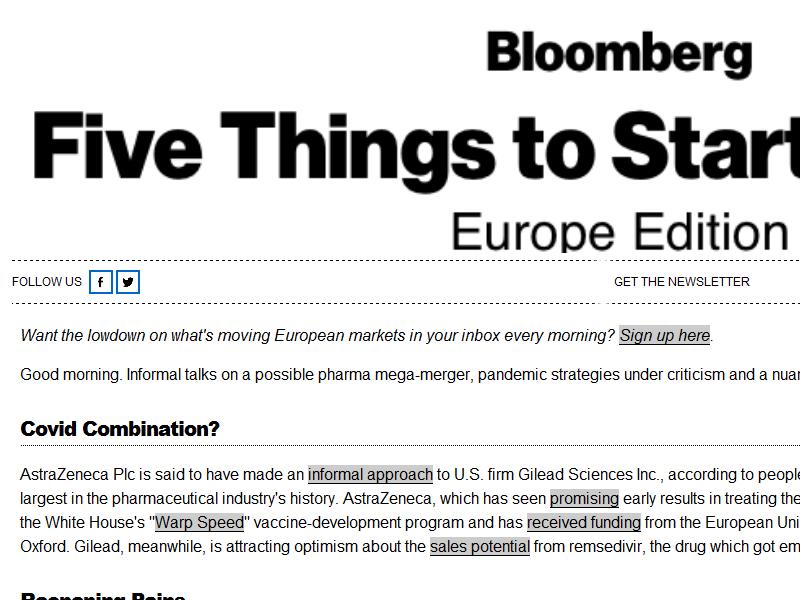 Bloomberg
Five Things to Start
Europe Edition
FOLLOW US
GET THE NEWSLETTER
Want the lowdown on what's moving European markets in your inbox every morning? Sign up here.
Good morning. Informal talks on a possible pharma mega-merger, pandemic strategies under criticism and a
Covid Combination?
AstraZeneca Plc is said to have made an informal approach to U.S. firm Gilead Sciences Inc., according to people
largest in the pharmaceutical industry's history. AstraZeneca, which has seen promising early results in treating the
the White House's "Warp Speed" vaccine-development program and has received funding from the European
Oxford. Gilead, meanwhile, is attracting optimism about the sales potential from remsedivir, the drug which got
Reopening Pains